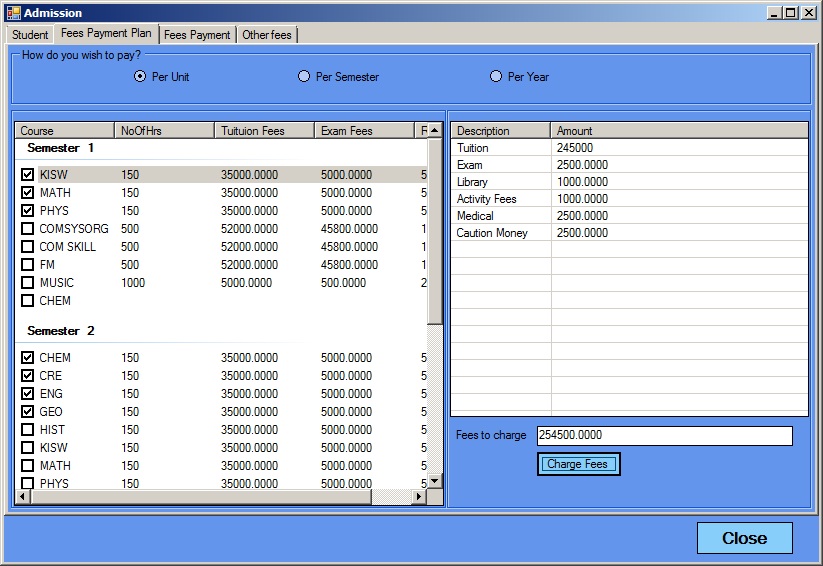 Admission
Student Fees Payment Plan Fees Payment Other fees
How do you wish to pay?
Per Unit Per Semester Per Year
Course NoOfHrs Tuituion Fees Exam Fees
Semester 1
KISW 150 35000.0000 5000.0000 5
MATH 150 35000.0000 5000.0000 5
PHYS 150 35000.0000 5000.0000 5
COMSYSORG 500 52000.0000 45800.0000 1
COM SKILL 500 52000.0000 45800.0000 1
FM 500 52000.0000 45800.0000 1
MUSIC 1000 5000.0000 500.0000 2
CHEM
Semester 2
CHEM 150 35000.0000 5000.0000 5
CRE 150 35000.0000 5000.0000 5
ENG 150 35000.0000 5000.0000 5
GEO 150 35000.0000 5000.0000 5
HIST 150 35000.0000 5000.0000 5
KISW 150 35000.0000 5000.0000 5
MATH 150 35000.0000 5000.0000 5
PHYS 150 35000.0000 5000.0000 5
Description Amount
Tuition 245000
Exam 2500.0000
Library 1000.0000
Activity Fees 1000.0000
Medical 2500.0000
Caution Money 2500.0000
Fees to charge 254500.0000
Charge Fees
Close